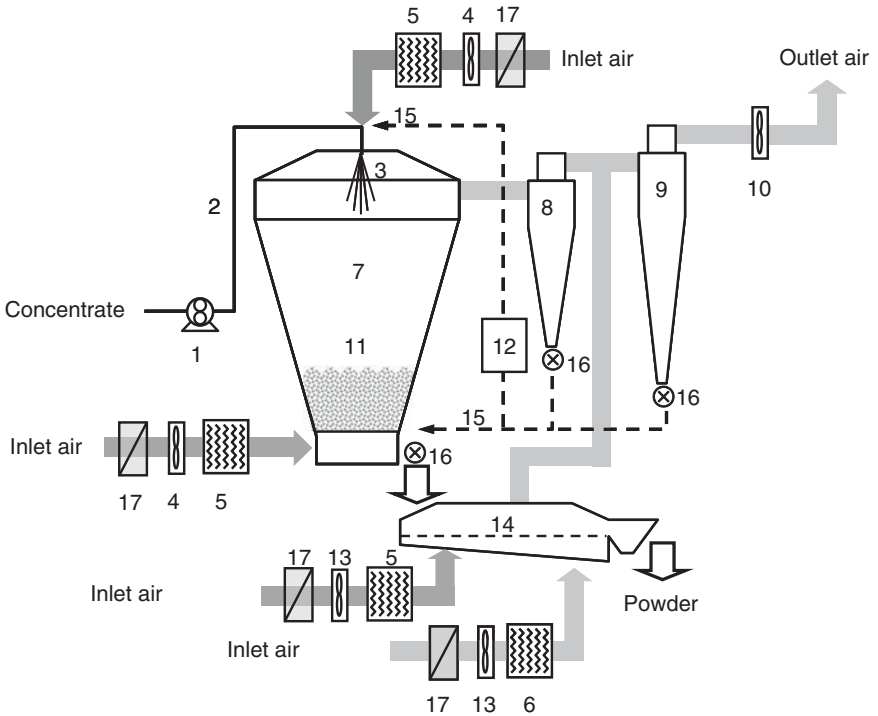 5 4 17
Inlet air
Outlet air
15
3
2
8
9
10
7
Concentrate
1
11
12
16
16
15
Inlet air
16
17 4 5
14
17 13 5
Inlet air
Powder
Inlet air
17 13 6